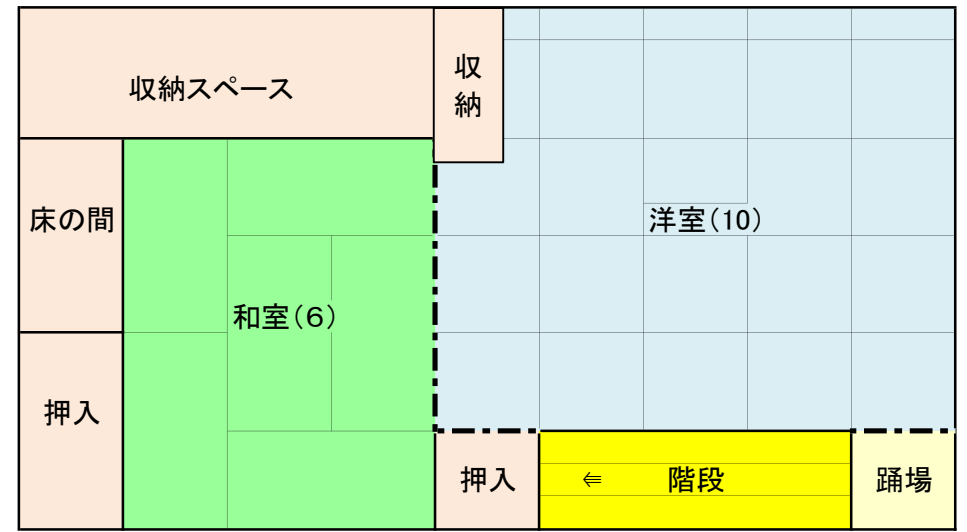 収納スペース
収
納
床の間
洋室(10)
和室(６)
押入
押入
⇐ 階段
踊場